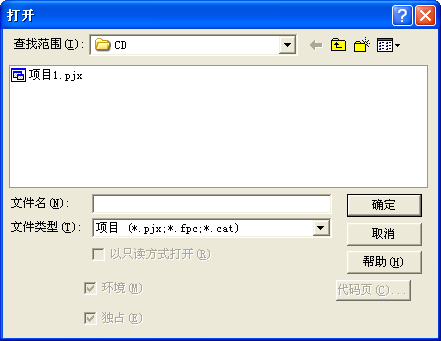 打开
查找范围(I):
CD
项目1.pjx
文件名(N):
确定
文件类型(T):
项目 (*.pjx;*.fpc;*.cat)
取消
以只读方式打开(R)
帮助(H)
环境(M)
代码页(C)...
独占(E)